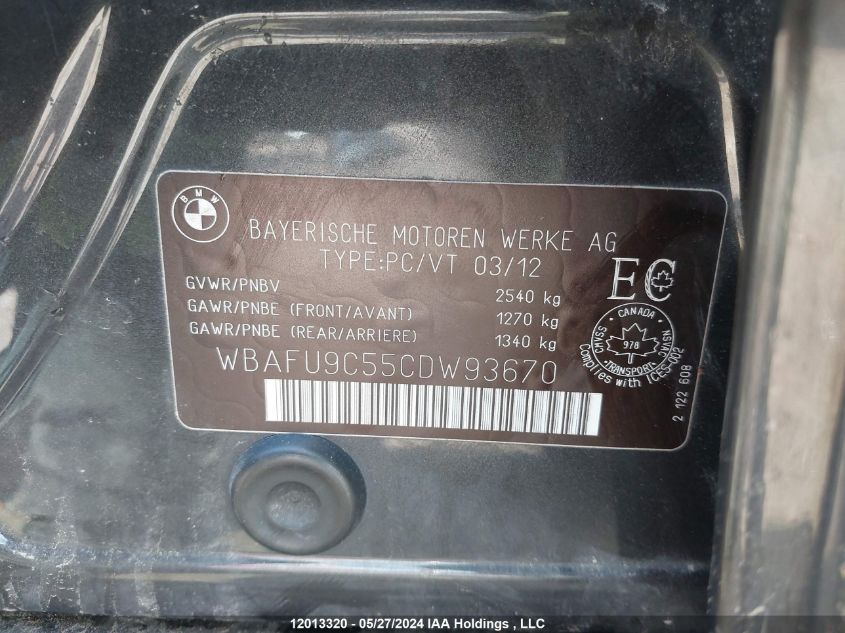 BMW
BAYERISCHE MOTOREN WERKE AG
TYPE:PC/VT 03/12
EC
GVWR/PNBV 2540 kg
GAWR/PNBE (FRONT/AVANT) 1270 kg
GAWR/PNBE (REAR/ARRIERE) 1340 kg
WBAFU9C55CDW93670
CANADA
CMVSS
NSVAC
978
TRANSPORT
Complies with ICES-002
2 122 608
12013320 - 05/27/2024 IAA Holdings , LLC